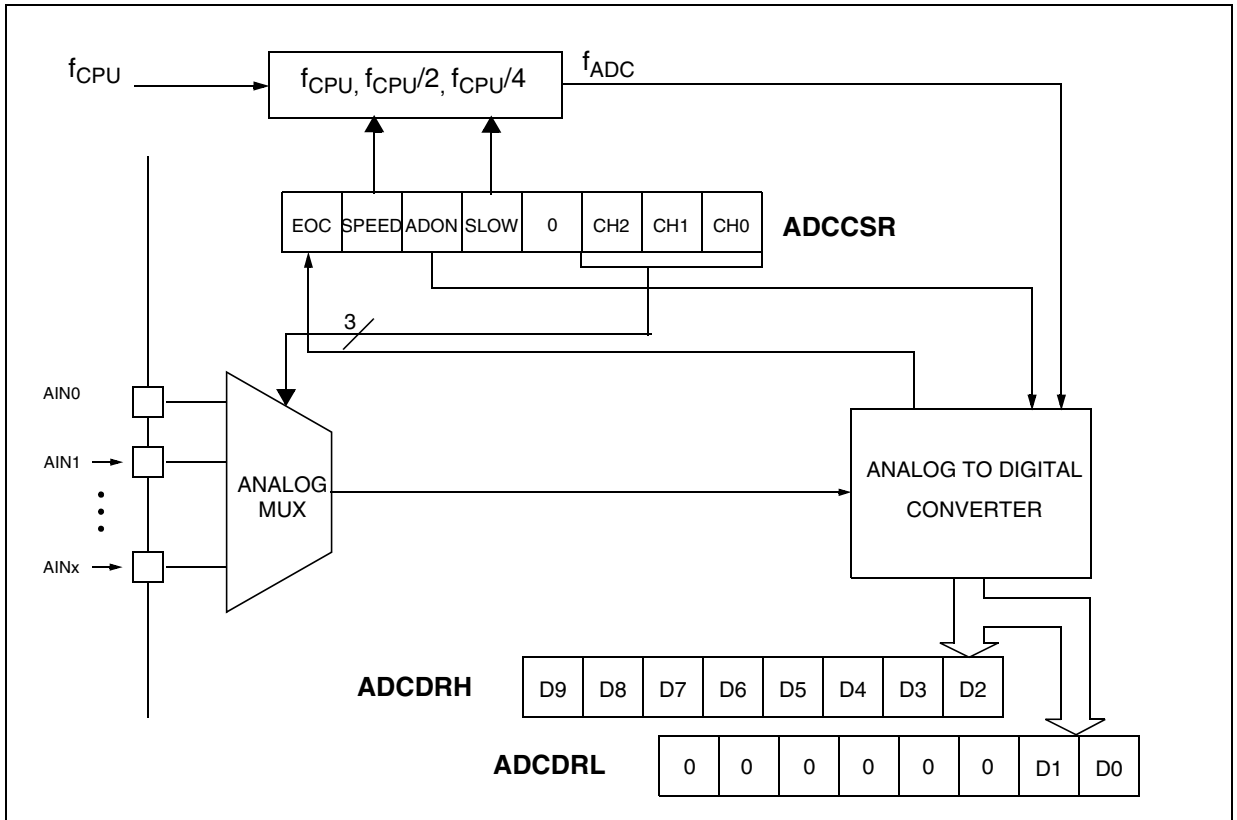 fCPU
fCPU, fCPU/2, fCPU/4
fADC
EOC SPEED ADON SLOW 0 CH2 CH1 CH0
ADCCSR
3
AIN0
AIN1
AINx
ANALOG
MUX
ANALOG TO DIGITAL
CONVERTER
ADCDRH
D9 D8 D7 D6 D5 D4 D3 D2
ADCDRL
0 0 0 0 0 0 D1 D0